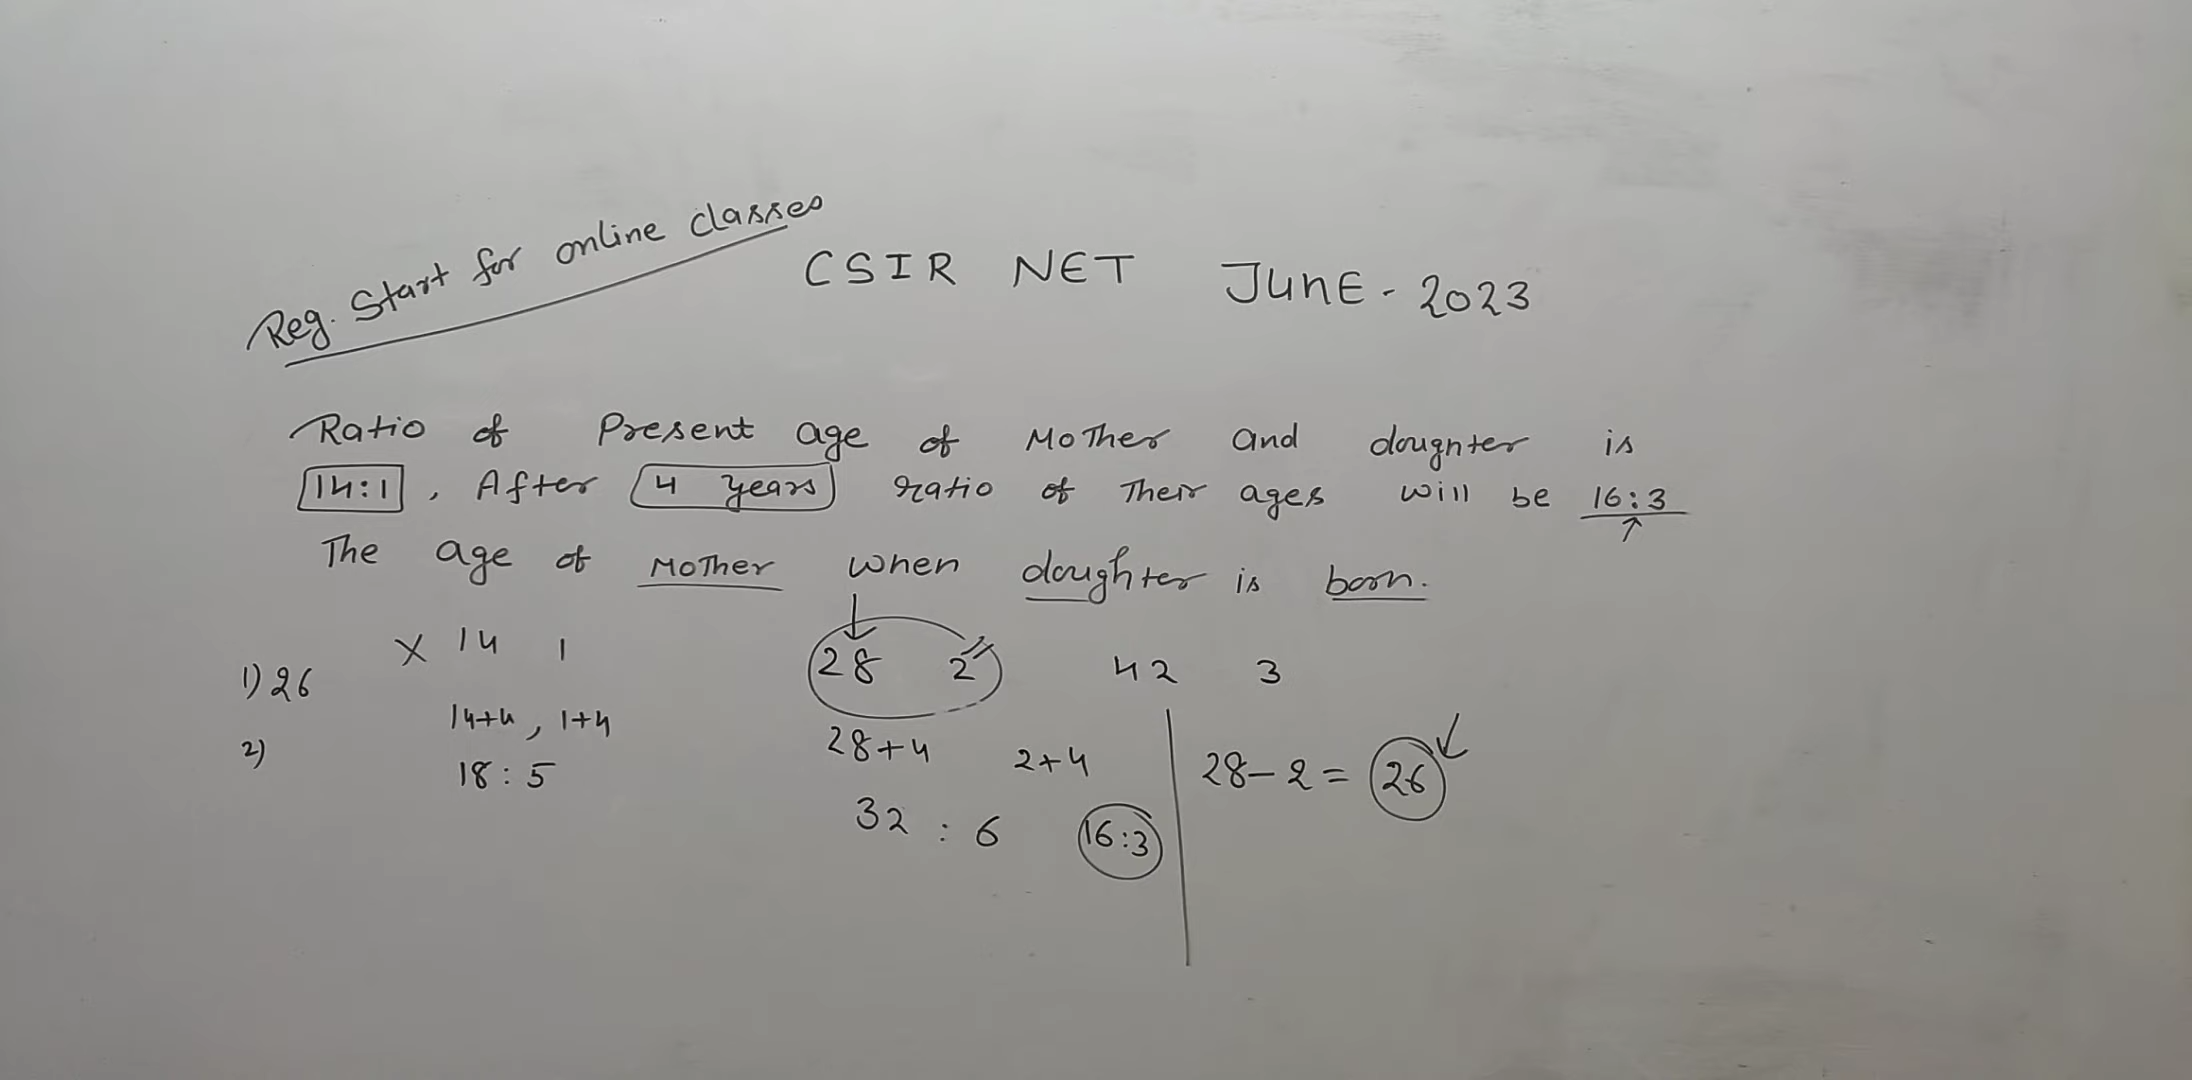 Reg. Start for online classes
CSIR NET JUNE - 2023
Ratio of Present age of Mother and doughter is
14:1 , After 4 years ratio of Their ages will be 16:3
The age of Mother when doughter is born.
1) 26
2)
X 14 1
14+4 , 1+4
18 : 5
28 2
28+4 2+4
32 : 6 16:3
42 3
28 - 2 = 26